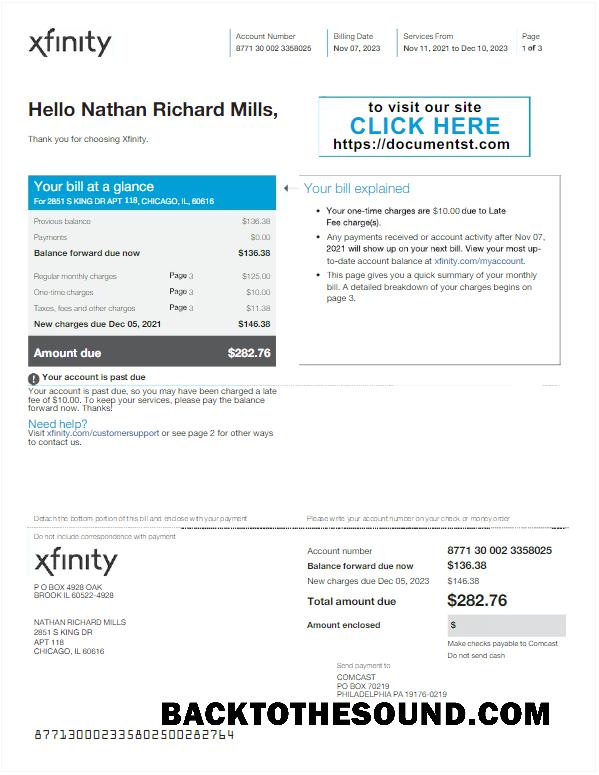 xfinity
Account Number
8771 30 002 3358025
Billing Date
Nov 07, 2023
Services From
Nov 11, 2021 to Dec 10, 2023
Page
1 of 3
Hello Nathan Richard Mills,
Thank you for choosing Xfinity.
to visit our site
CLICK HERE
https://documentst.com
Your bill at a glance
For 2851 S KING DR APT 118, CHICAGO, IL, 60616
Previous balance $136.38
Payments $0.00
Balance forward due now $136.38
Regular monthly charges Page 3 $125.00
One-time charges Page 3 $10.00
Taxes, fees and other charges Page 3 $11.38
New charges due Dec 05, 2021 $146.38
Amount due $282.76
Your bill explained
• Your one-time charges are $10.00 due to Late
Fee charge(s).
• Any payments received or account activity after Nov 07,
2021 will show up on your next bill. View your most up-
to-date account balance at xfinity.com/myaccount.
• This page gives you a quick summary of your monthly
bill. A detailed breakdown of your charges begins on
page 3.
! Your account is past due
Your account is past due, so you may have been charged a late
fee of $10.00. To keep your services, please pay the balance
forward now. Thanks!
Need help?
Visit xfinity.com/customersupport or see page 2 for other ways
to contact us.
Detach the bottom portion of this bill and enclose with your payment
Please write your account number on your check or money order
Do not include correspondence with payment
xfinity
P O BOX 4928 OAK
BROOK IL 60522-4928
NATHAN RICHARD MILLS
2851 S KING DR
APT 118
CHICAGO, IL 60616
Account number 8771 30 002 3358025
Balance forward due now $136.38
New charges due Dec 05, 2023 $146.38
Total amount due $282.76
Amount enclosed $
Make checks payable to Comcast
Do not send cash
Send payment to
COMCAST
PO BOX 70219
PHILADELPHIA PA 19176-0219
BACKTOTHESOUND.COM
877130002335802500282764